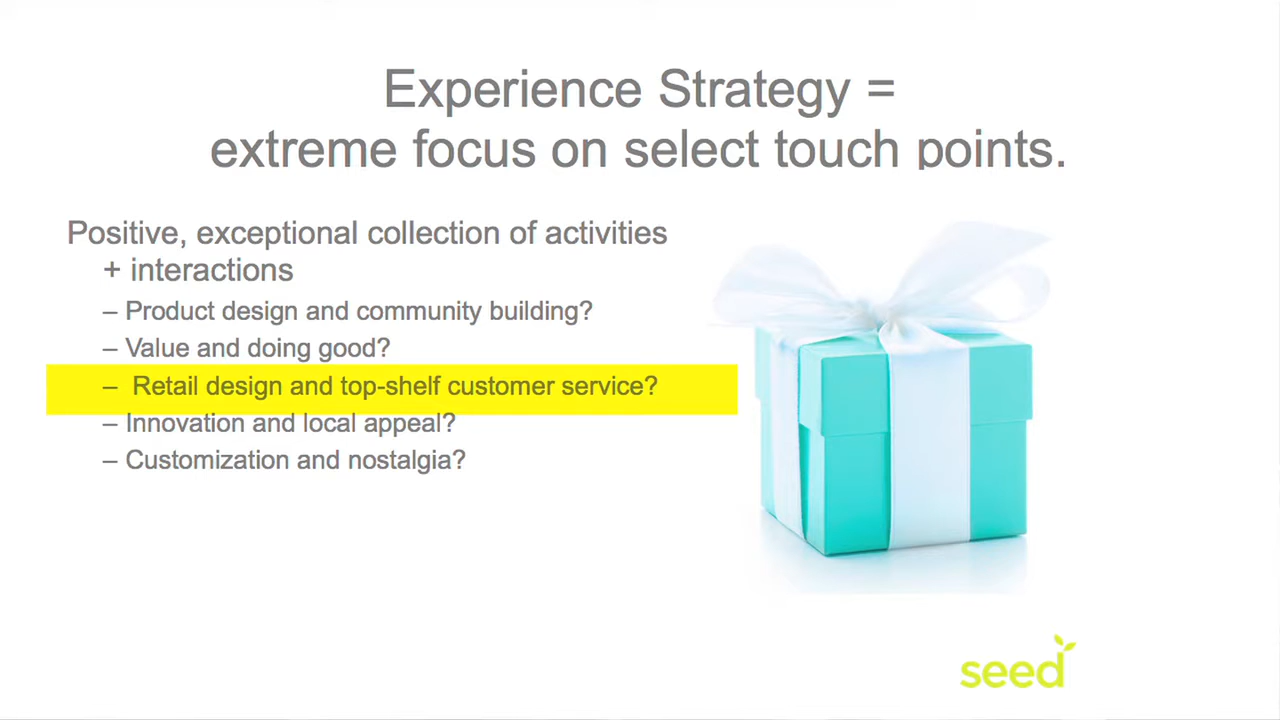 Experience Strategy =
extreme focus on select touch points.
Positive, exceptional collection of activities
+ interactions
– Product design and community building?
– Value and doing good?
– Retail design and top-shelf customer service?
– Innovation and local appeal?
– Customization and nostalgia?
seed